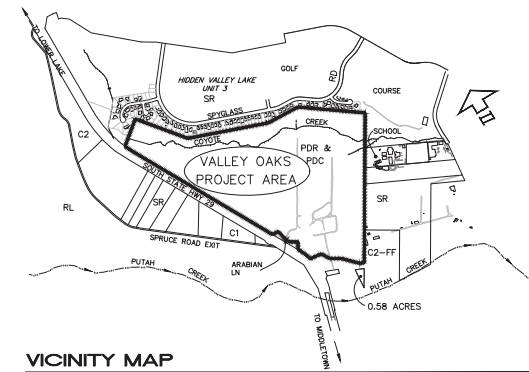 TO LOWER LAKE
HIDDEN VALLEY LAKE
UNIT 3
SR
GOLF
RD
COURSE
SPYGLASS
C2
COYOTE
CREEK
SCHOOL
VALLEY OAKS
PROJECT AREA
PDR &
PDC
SOUTH STATE HWY 29
RL
SR
SR
C1
SPRUCE ROAD EXIT
C2-FF
ARABIAN
LN
PUTAH
CREEK
PUTAH
CREEK
0.58 ACRES
TO MIDDLETOWN
VICINITY MAP